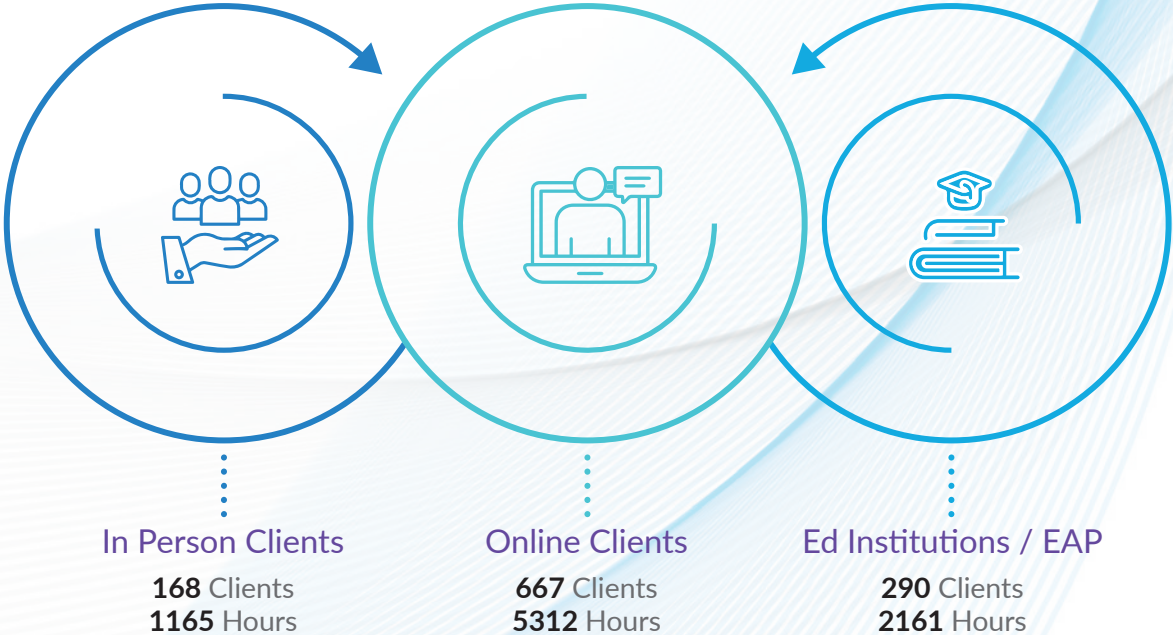 In Person Clients
168 Clients
1165 Hours
Online Clients
667 Clients
5312 Hours
Ed Institutions / EAP
290 Clients
2161 Hours